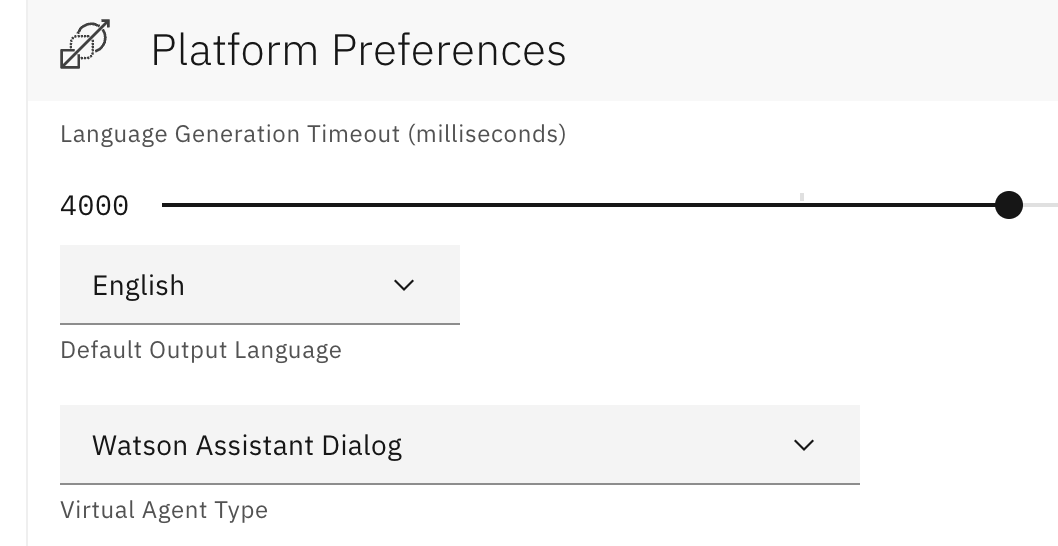 Platform Preferences
Language Generation Timeout (milliseconds)
4000
English
Default Output Language
Watson Assistant Dialog
Virtual Agent Type